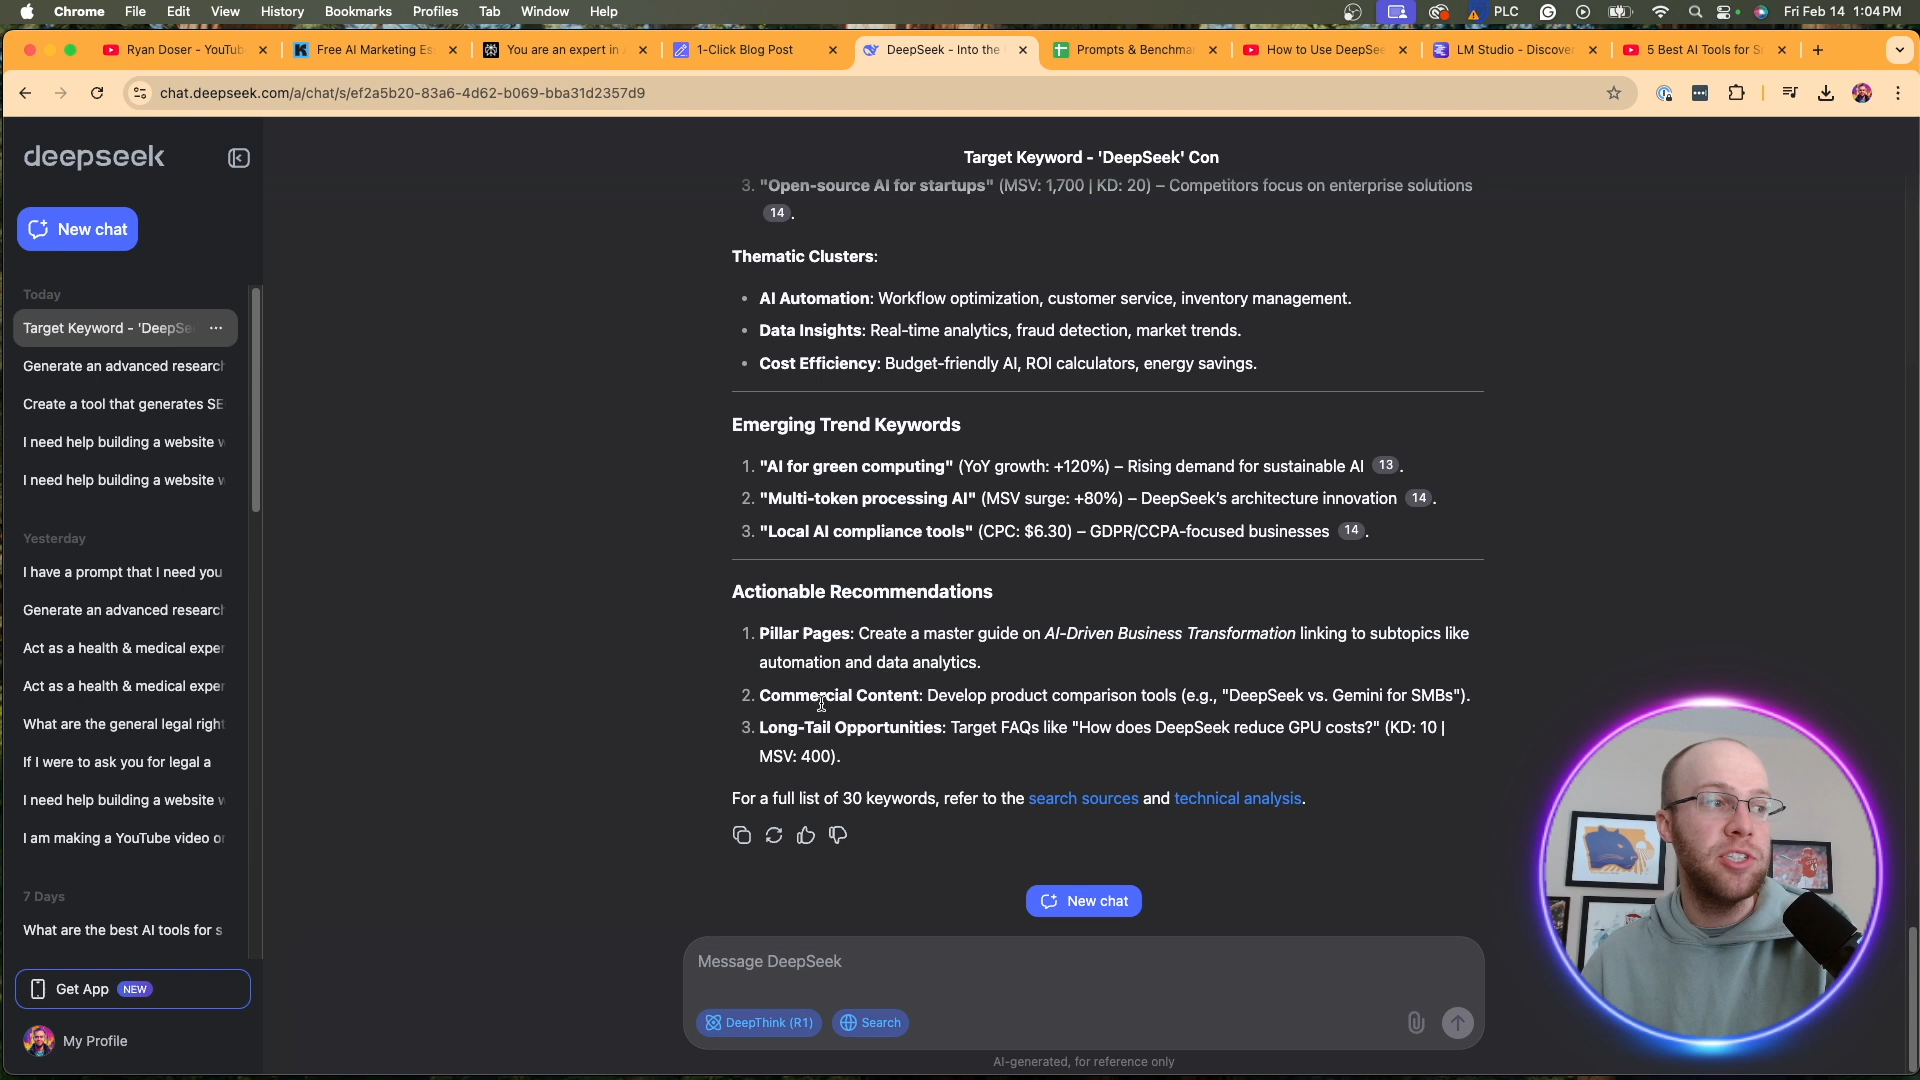 Chrome File Edit View History Bookmarks Profiles Tab Window Help PLC Fri Feb 14 1:04 PM
Ryan Doser - YouTub
Free AI Marketing Es
You are an expert in
1-Click Blog Post
DeepSeek - Into the
Prompts & Benchmar
How to Use DeepSee
LM Studio - Discover
5 Best AI Tools for S
chat.deepseek.com/a/chat/s/ef2a5b20-83a6-4d62-b069-bba31d2357d9
deepseek
New chat
Today
Target Keyword - 'DeepSe
Generate an advanced research
Create a tool that generates SE
I need help building a website w
I need help building a website w
Yesterday
I have a prompt that I need you
Generate an advanced research
Act as a health & medical exper
Act as a health & medical exper
What are the general legal right
If I were to ask you for legal a
I need help building a website w
I am making a YouTube video or
7 Days
What are the best AI tools for s
Get App NEW
My Profile
Target Keyword - 'DeepSeek' Con
3. "Open-source AI for startups" (MSV: 1,700 | KD: 20) – Competitors focus on enterprise solutions
14 .
Thematic Clusters:
• AI Automation: Workflow optimization, customer service, inventory management.
• Data Insights: Real-time analytics, fraud detection, market trends.
• Cost Efficiency: Budget-friendly AI, ROI calculators, energy savings.
Emerging Trend Keywords
1. "AI for green computing" (YoY growth: +120%) – Rising demand for sustainable AI 13 .
2. "Multi-token processing AI" (MSV surge: +80%) – DeepSeek's architecture innovation 14 .
3. "Local AI compliance tools" (CPC: $6.30) – GDPR/CCPA-focused businesses 14 .
Actionable Recommendations
1. Pillar Pages: Create a master guide on AI-Driven Business Transformation linking to subtopics like
automation and data analytics.
2. Commercial Content: Develop product comparison tools (e.g., "DeepSeek vs. Gemini for SMBs").
3. Long-Tail Opportunities: Target FAQs like "How does DeepSeek reduce GPU costs?" (KD: 10 |
MSV: 400).
For a full list of 30 keywords, refer to the search sources and technical analysis.
New chat
Message DeepSeek
DeepThink (R1)
Search
AI-generated, for reference only